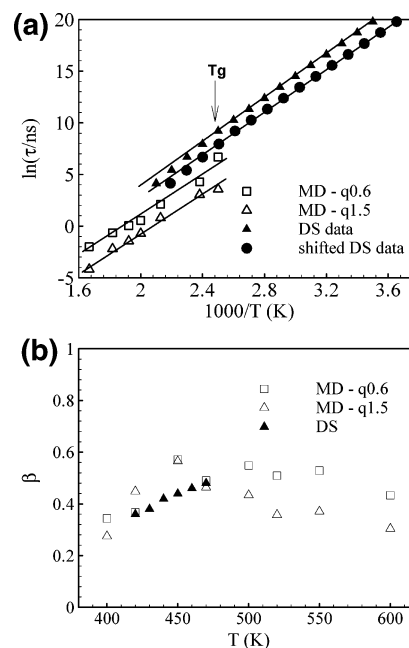 (a)
20
15
10
5
0
-5
ln(τ/ns)
Tg
MD - q0.6
MD - q1.5
DS data
shifted DS data
1.6 2 2.4 2.8 3.2 3.6
1000/T (K)
(b)
1
0.8
0.6
0.4
0.2
0
β
MD - q0.6
MD - q1.5
DS
400 450 500 550 600
T (K)